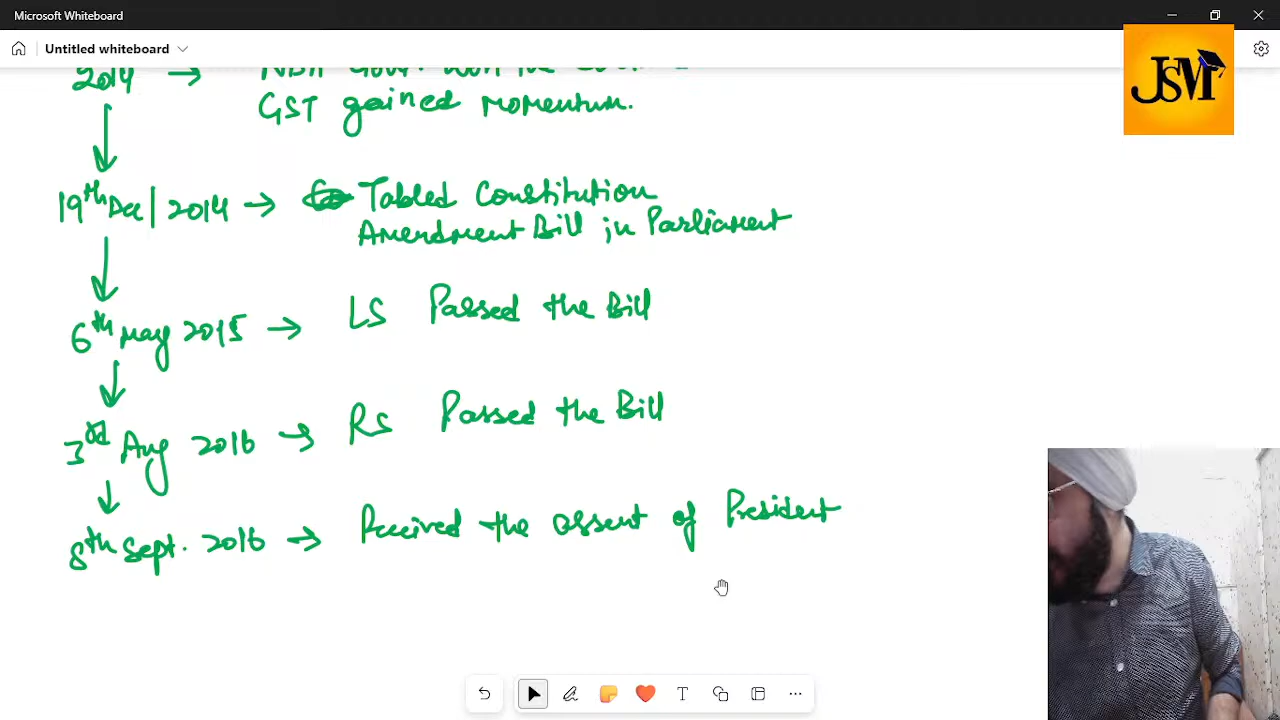 Microsoft Whiteboard
Untitled whiteboard
JSM
2014 →
GST gained momentum.
19th Dec | 2014 → Tabled Constitution
Amendment Bill in Parliament
6th may 2015 → LS Passed the Bill
3rd Aug 2016 → RS Passed the Bill
8th Sept. 2016 → Received the assent of President
T